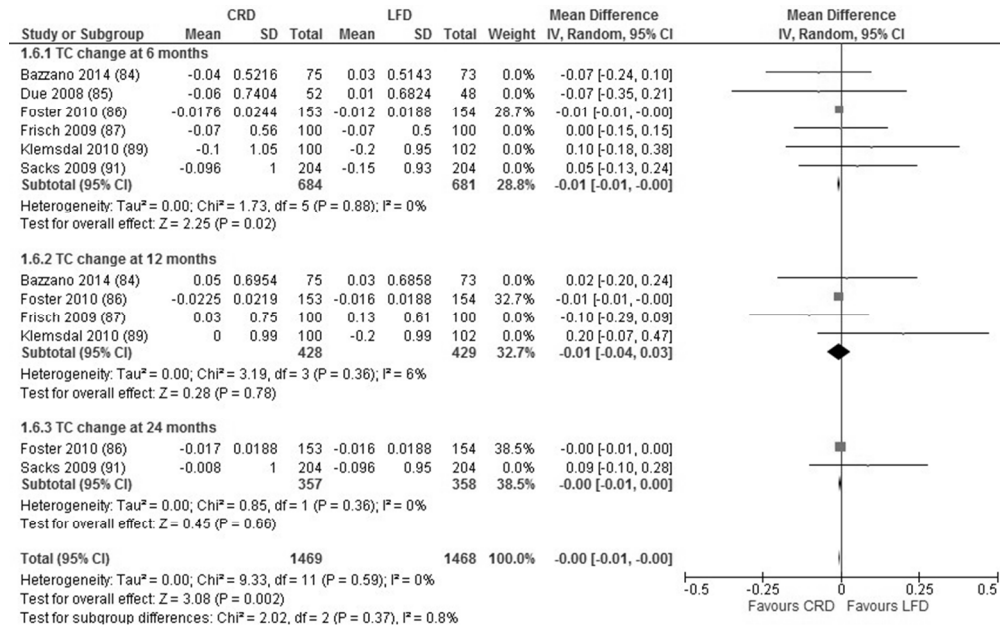 CRD LFD Mean Difference Mean Difference
Study or Subgroup Mean SD Total Mean SD Total Weight IV, Random, 95% CI IV, Random, 95% CI
1.6.1 TC change at 6 months
Bazzano 2014 (84) -0.04 0.5216 75 0.03 0.5143 73 0.0% -0.07 [-0.24, 0.10]
Due 2008 (85) -0.06 0.7404 52 0.01 0.6824 48 0.0% -0.07 [-0.35, 0.21]
Foster 2010 (86) -0.0176 0.0244 153 -0.012 0.0188 154 28.7% -0.01 [-0.01, -0.00]
Frisch 2009 (87) -0.07 0.56 100 -0.07 0.5 100 0.0% 0.00 [-0.15, 0.15]
Klemsdal 2010 (89) -0.1 1.05 100 -0.2 0.95 102 0.0% 0.10 [-0.18, 0.38]
Sacks 2009 (91) -0.096 1 204 -0.15 0.93 204 0.0% 0.05 [-0.13, 0.24]
Subtotal (95% CI) 684 681 28.8% -0.01 [-0.01, -0.00]
Heterogeneity: Tau² = 0.00; Chi² = 1.73, df = 5 (P = 0.88); I² = 0%
Test for overall effect: Z = 2.25 (P = 0.02)
1.6.2 TC change at 12 months
Bazzano 2014 (84) 0.05 0.6954 75 0.03 0.6858 73 0.0% 0.02 [-0.20, 0.24]
Foster 2010 (86) -0.0225 0.0219 153 -0.016 0.0188 154 32.7% -0.01 [-0.01, -0.00]
Frisch 2009 (87) 0.03 0.75 100 0.13 0.61 100 0.0% -0.10 [-0.29, 0.09]
Klemsdal 2010 (89) 0 0.99 100 -0.2 0.99 102 0.0% 0.20 [-0.07, 0.47]
Subtotal (95% CI) 428 429 32.7% -0.01 [-0.04, 0.03]
Heterogeneity: Tau² = 0.00; Chi² = 3.19, df = 3 (P = 0.36); I² = 6%
Test for overall effect: Z = 0.28 (P = 0.78)
1.6.3 TC change at 24 months
Foster 2010 (86) -0.017 0.0188 153 -0.016 0.0188 154 38.5% -0.00 [-0.01, 0.00]
Sacks 2009 (91) -0.008 1 204 -0.096 0.95 204 0.0% 0.09 [-0.10, 0.28]
Subtotal (95% CI) 357 358 38.5% -0.00 [-0.01, 0.00]
Heterogeneity: Tau² = 0.00; Chi² = 0.85, df = 1 (P = 0.36); I² = 0%
Test for overall effect: Z = 0.45 (P = 0.66)
Total (95% CI) 1469 1468 100.0% -0.00 [-0.01, -0.00]
Heterogeneity: Tau² = 0.00; Chi² = 9.33, df = 11 (P = 0.59); I² = 0%
Test for overall effect: Z = 3.08 (P = 0.002)
Test for subgroup differences: Chi² = 2.02, df = 2 (P = 0.37), I² = 0.8%
-0.5 -0.25 0 0.25 0.5
Favours CRD Favours LFD